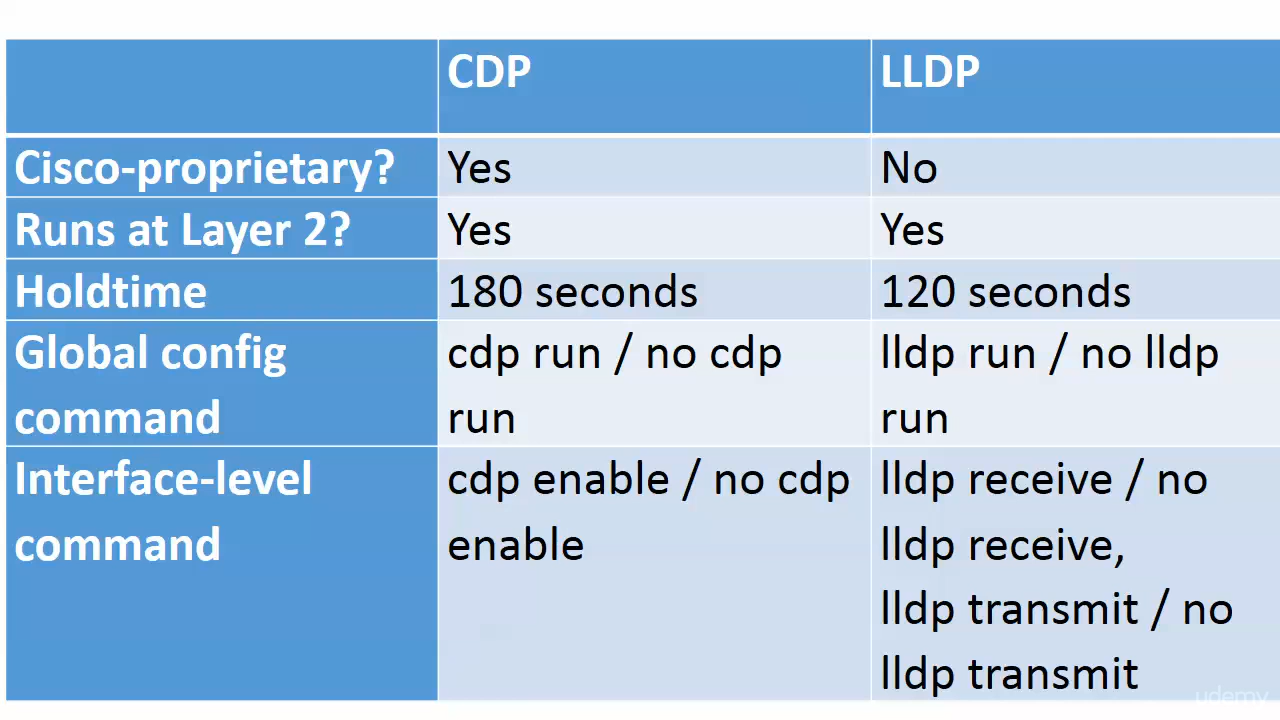 CDP LLDP
Cisco-proprietary? Yes No
Runs at Layer 2? Yes Yes
Holdtime 180 seconds 120 seconds
Global config cdp run / no cdp lldp run / no lldp
command run run
Interface-level cdp enable / no cdp lldp receive / no
command enable lldp receive,
lldp transmit / no
lldp transmit
udemy